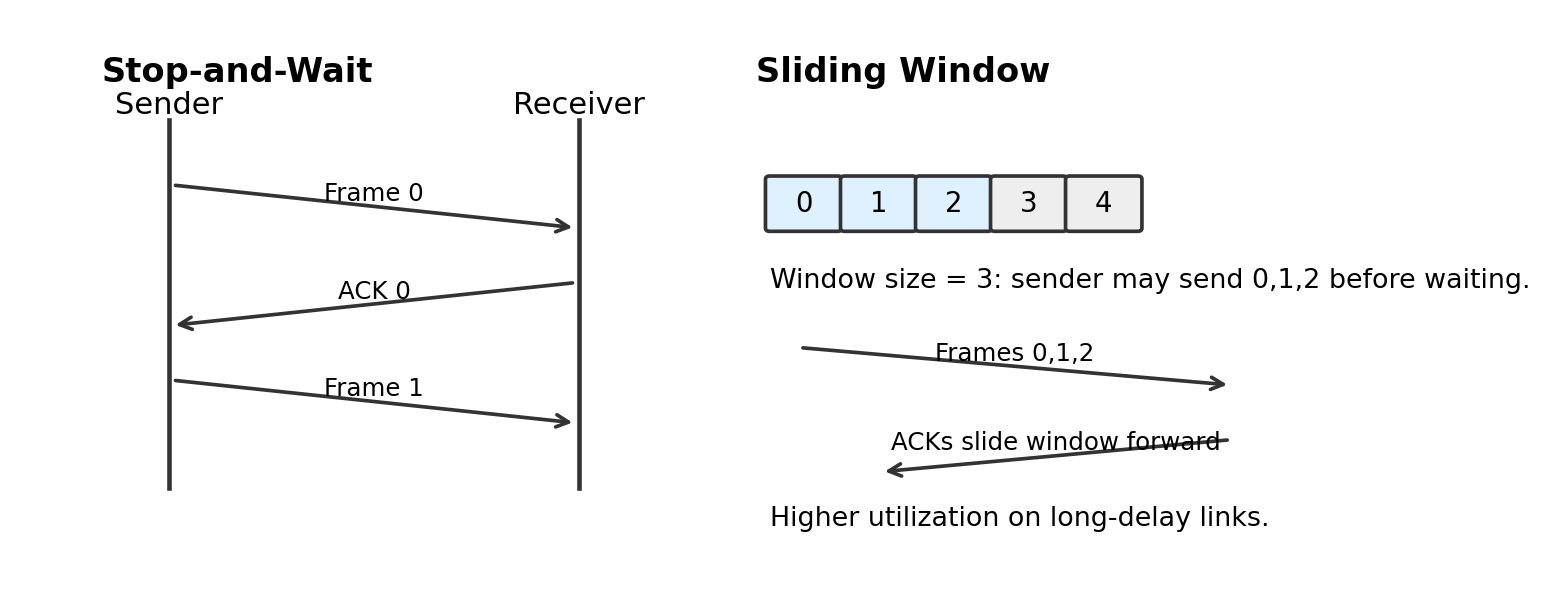 Stop-and-Wait
Sender
Receiver
Frame 0
ACK 0
Frame 1
Sliding Window
0 1 2 3 4
Window size = 3: sender may send 0,1,2 before waiting.
Frames 0,1,2
ACKs slide window forward
Higher utilization on long-delay links.